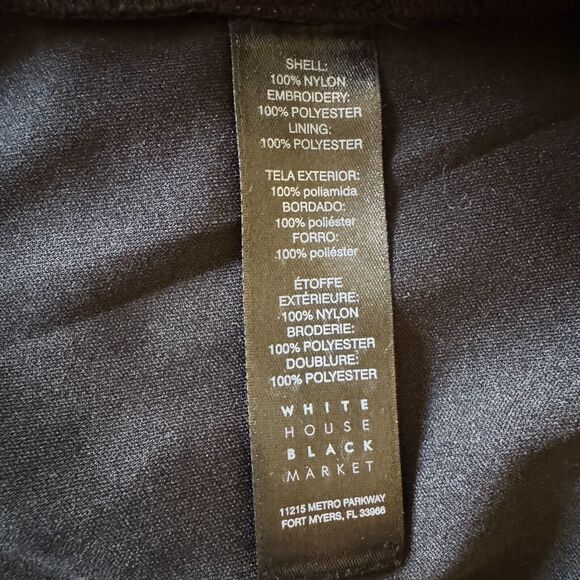 SHELL:
100% NYLON
EMBROIDERY:
100% POLYESTER
LINING:
100% POLYESTER
TELA EXTERIOR:
100% poliamida
BORDADO:
100% poliéster
FORRO:
100% poliéster
ÉTOFFE
EXTÉRIEURE:
100% NYLON
BRODERIE:
100% POLYESTER
DOUBLURE:
100% POLYESTER
WHITE
HOUSE
BLACK
MARKET
11215 METRO PARKWAY
FORT MYERS, FL 33966